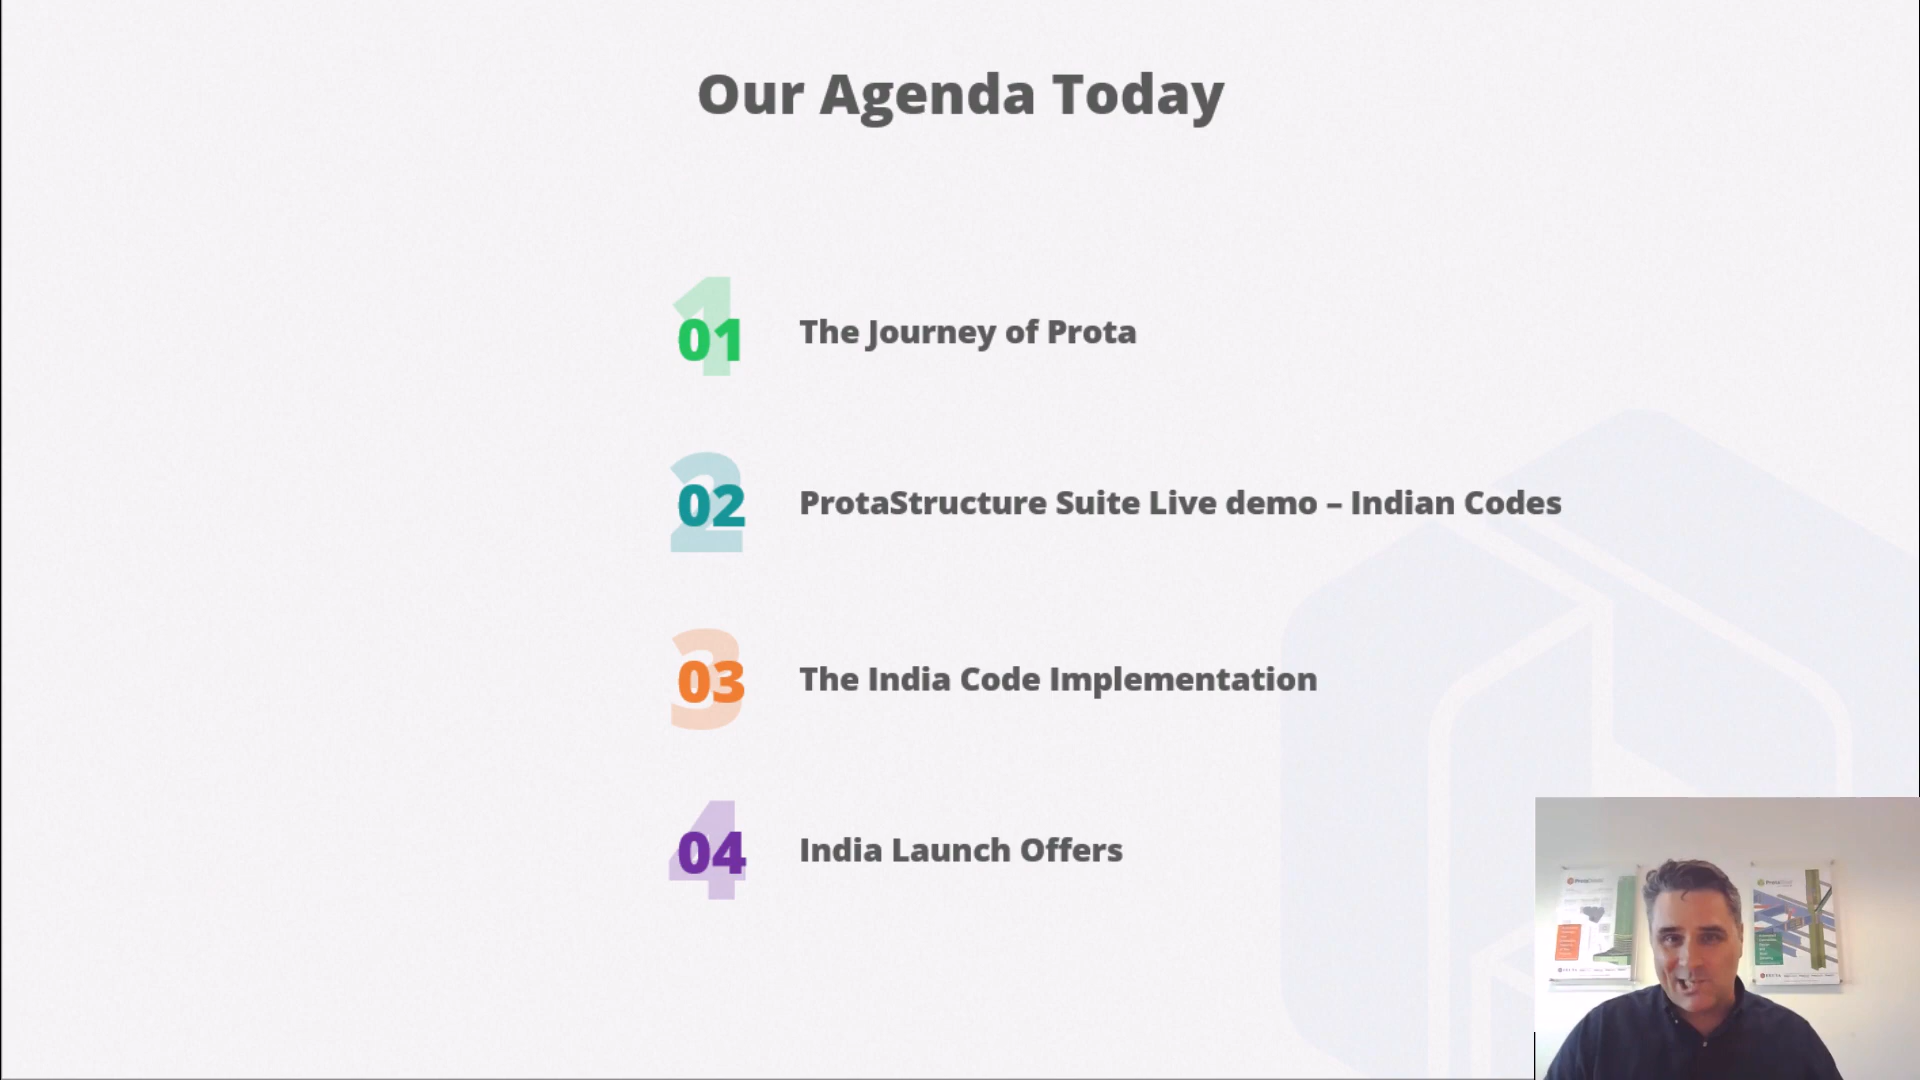 Our Agenda Today
01 The Journey of Prota
02 ProtaStructure Suite Live demo – Indian Codes
03 The India Code Implementation
04 India Launch Offers